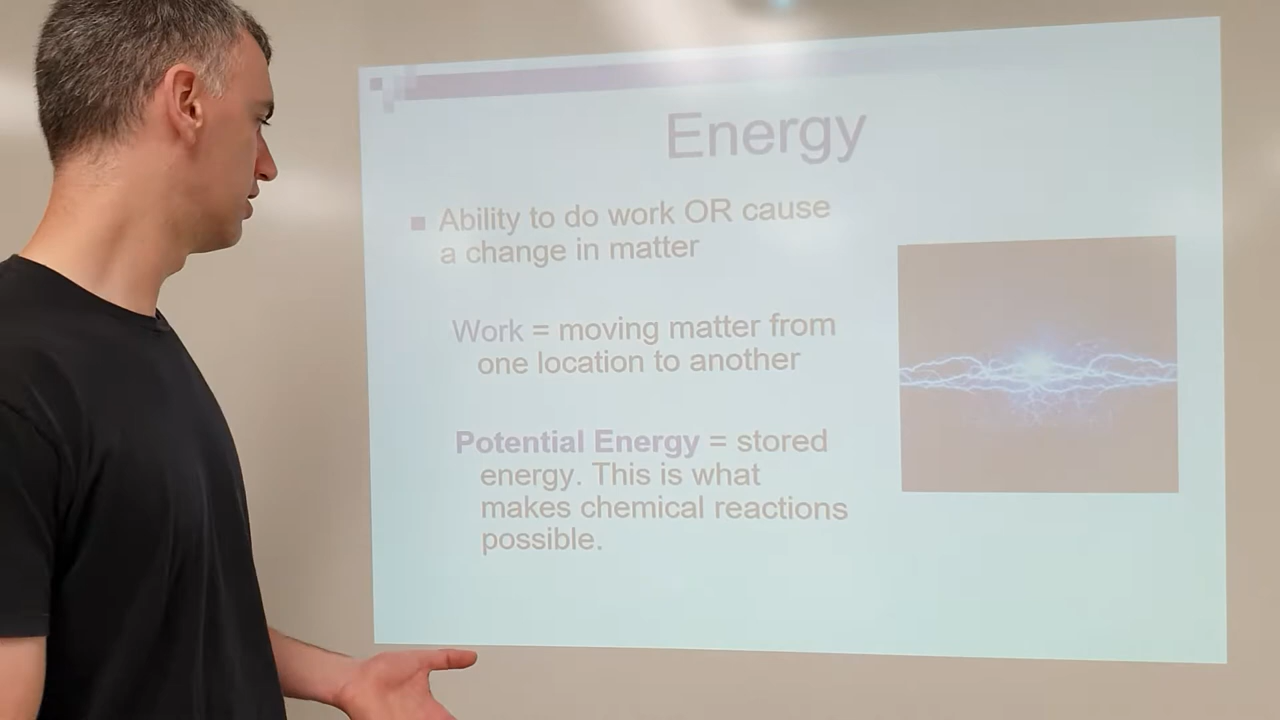 Energy
Ability to do work OR cause
a change in matter
Work = moving matter from
one location to another
Potential Energy = stored
energy. This is what
makes chemical reactions
possible.